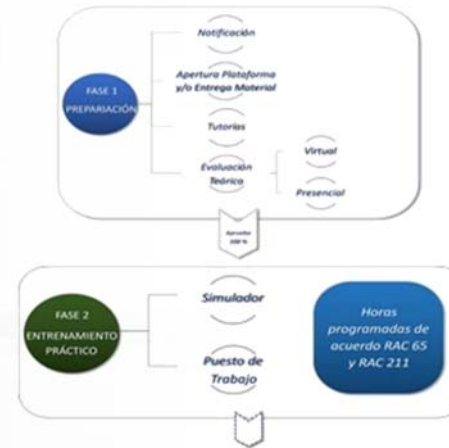 Notificación
FASE 1
PREPARIACIÓN
Apertura Plataforma
y/o Entrega Material
Tutorías
Evaluación
Teórica
Virtual
Presencial
Aprueba
100 %
FASE 2
ENTRENAMIENTO
PRÁCTICO
Simulador
Puesto de
Trabajo
Horas
programadas de
acuerdo RAC 65
y RAC 211